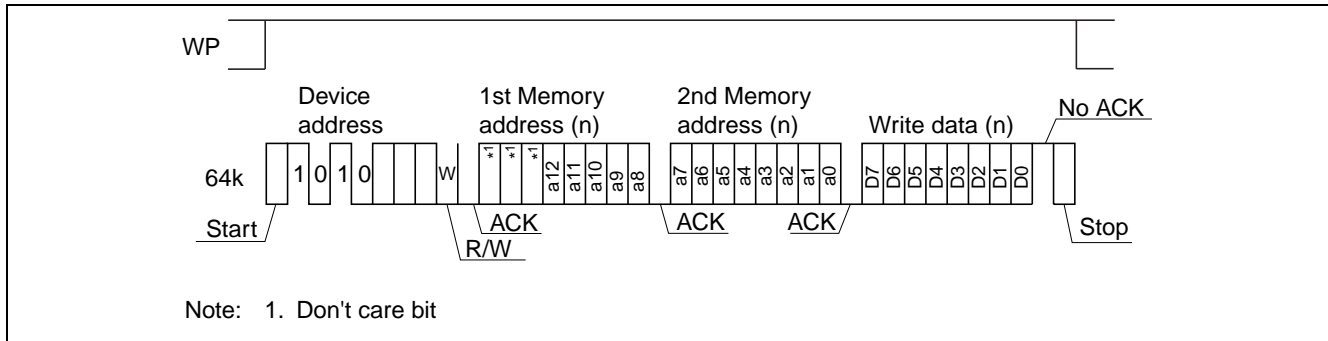 WP
Device
address
1st Memory
address (n)
2nd Memory
address (n)
Write data (n)
No ACK
64k
1 0 1 0
W
*1 *1 *1 a12 a11 a10 a9 a8
a7 a6 a5 a4 a3 a2 a1 a0
D7 D6 D5 D4 D3 D2 D1 D0
Start
R/W
ACK
ACK
ACK
Stop
Note: 1. Don't care bit